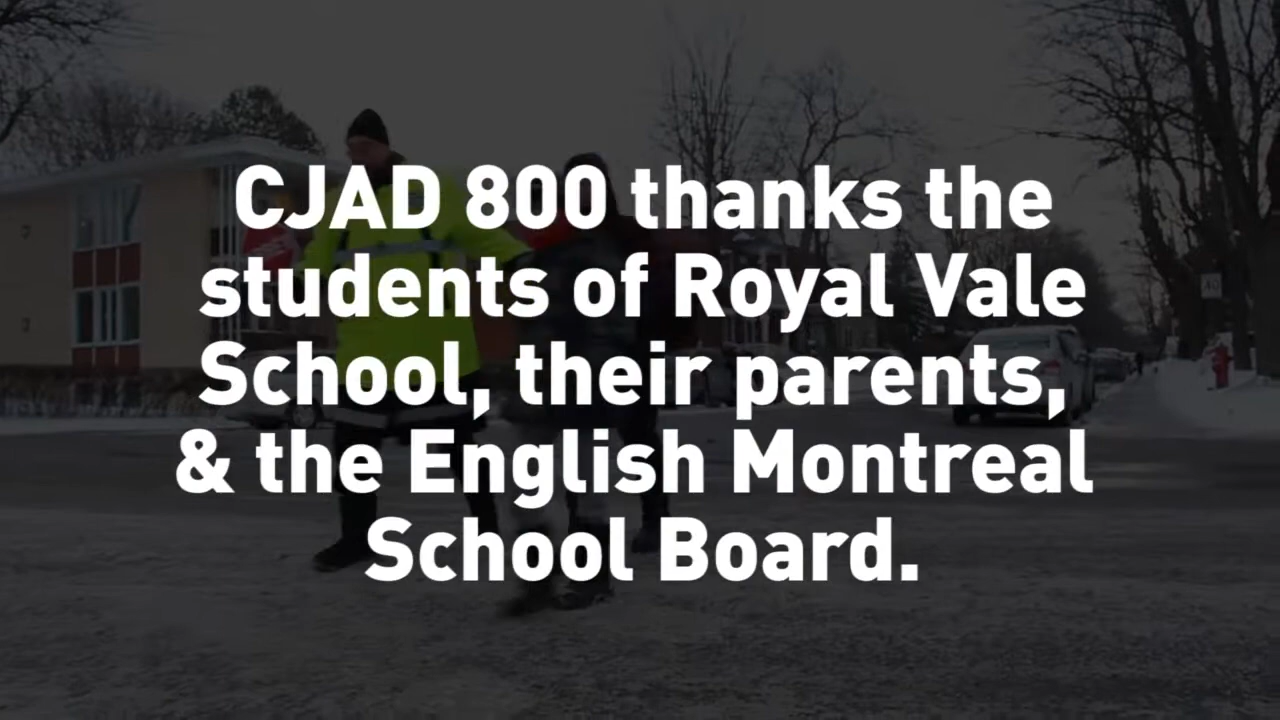 CJAD 800 thanks the
students of Royal Vale
School, their parents,
& the English Montreal
School Board.